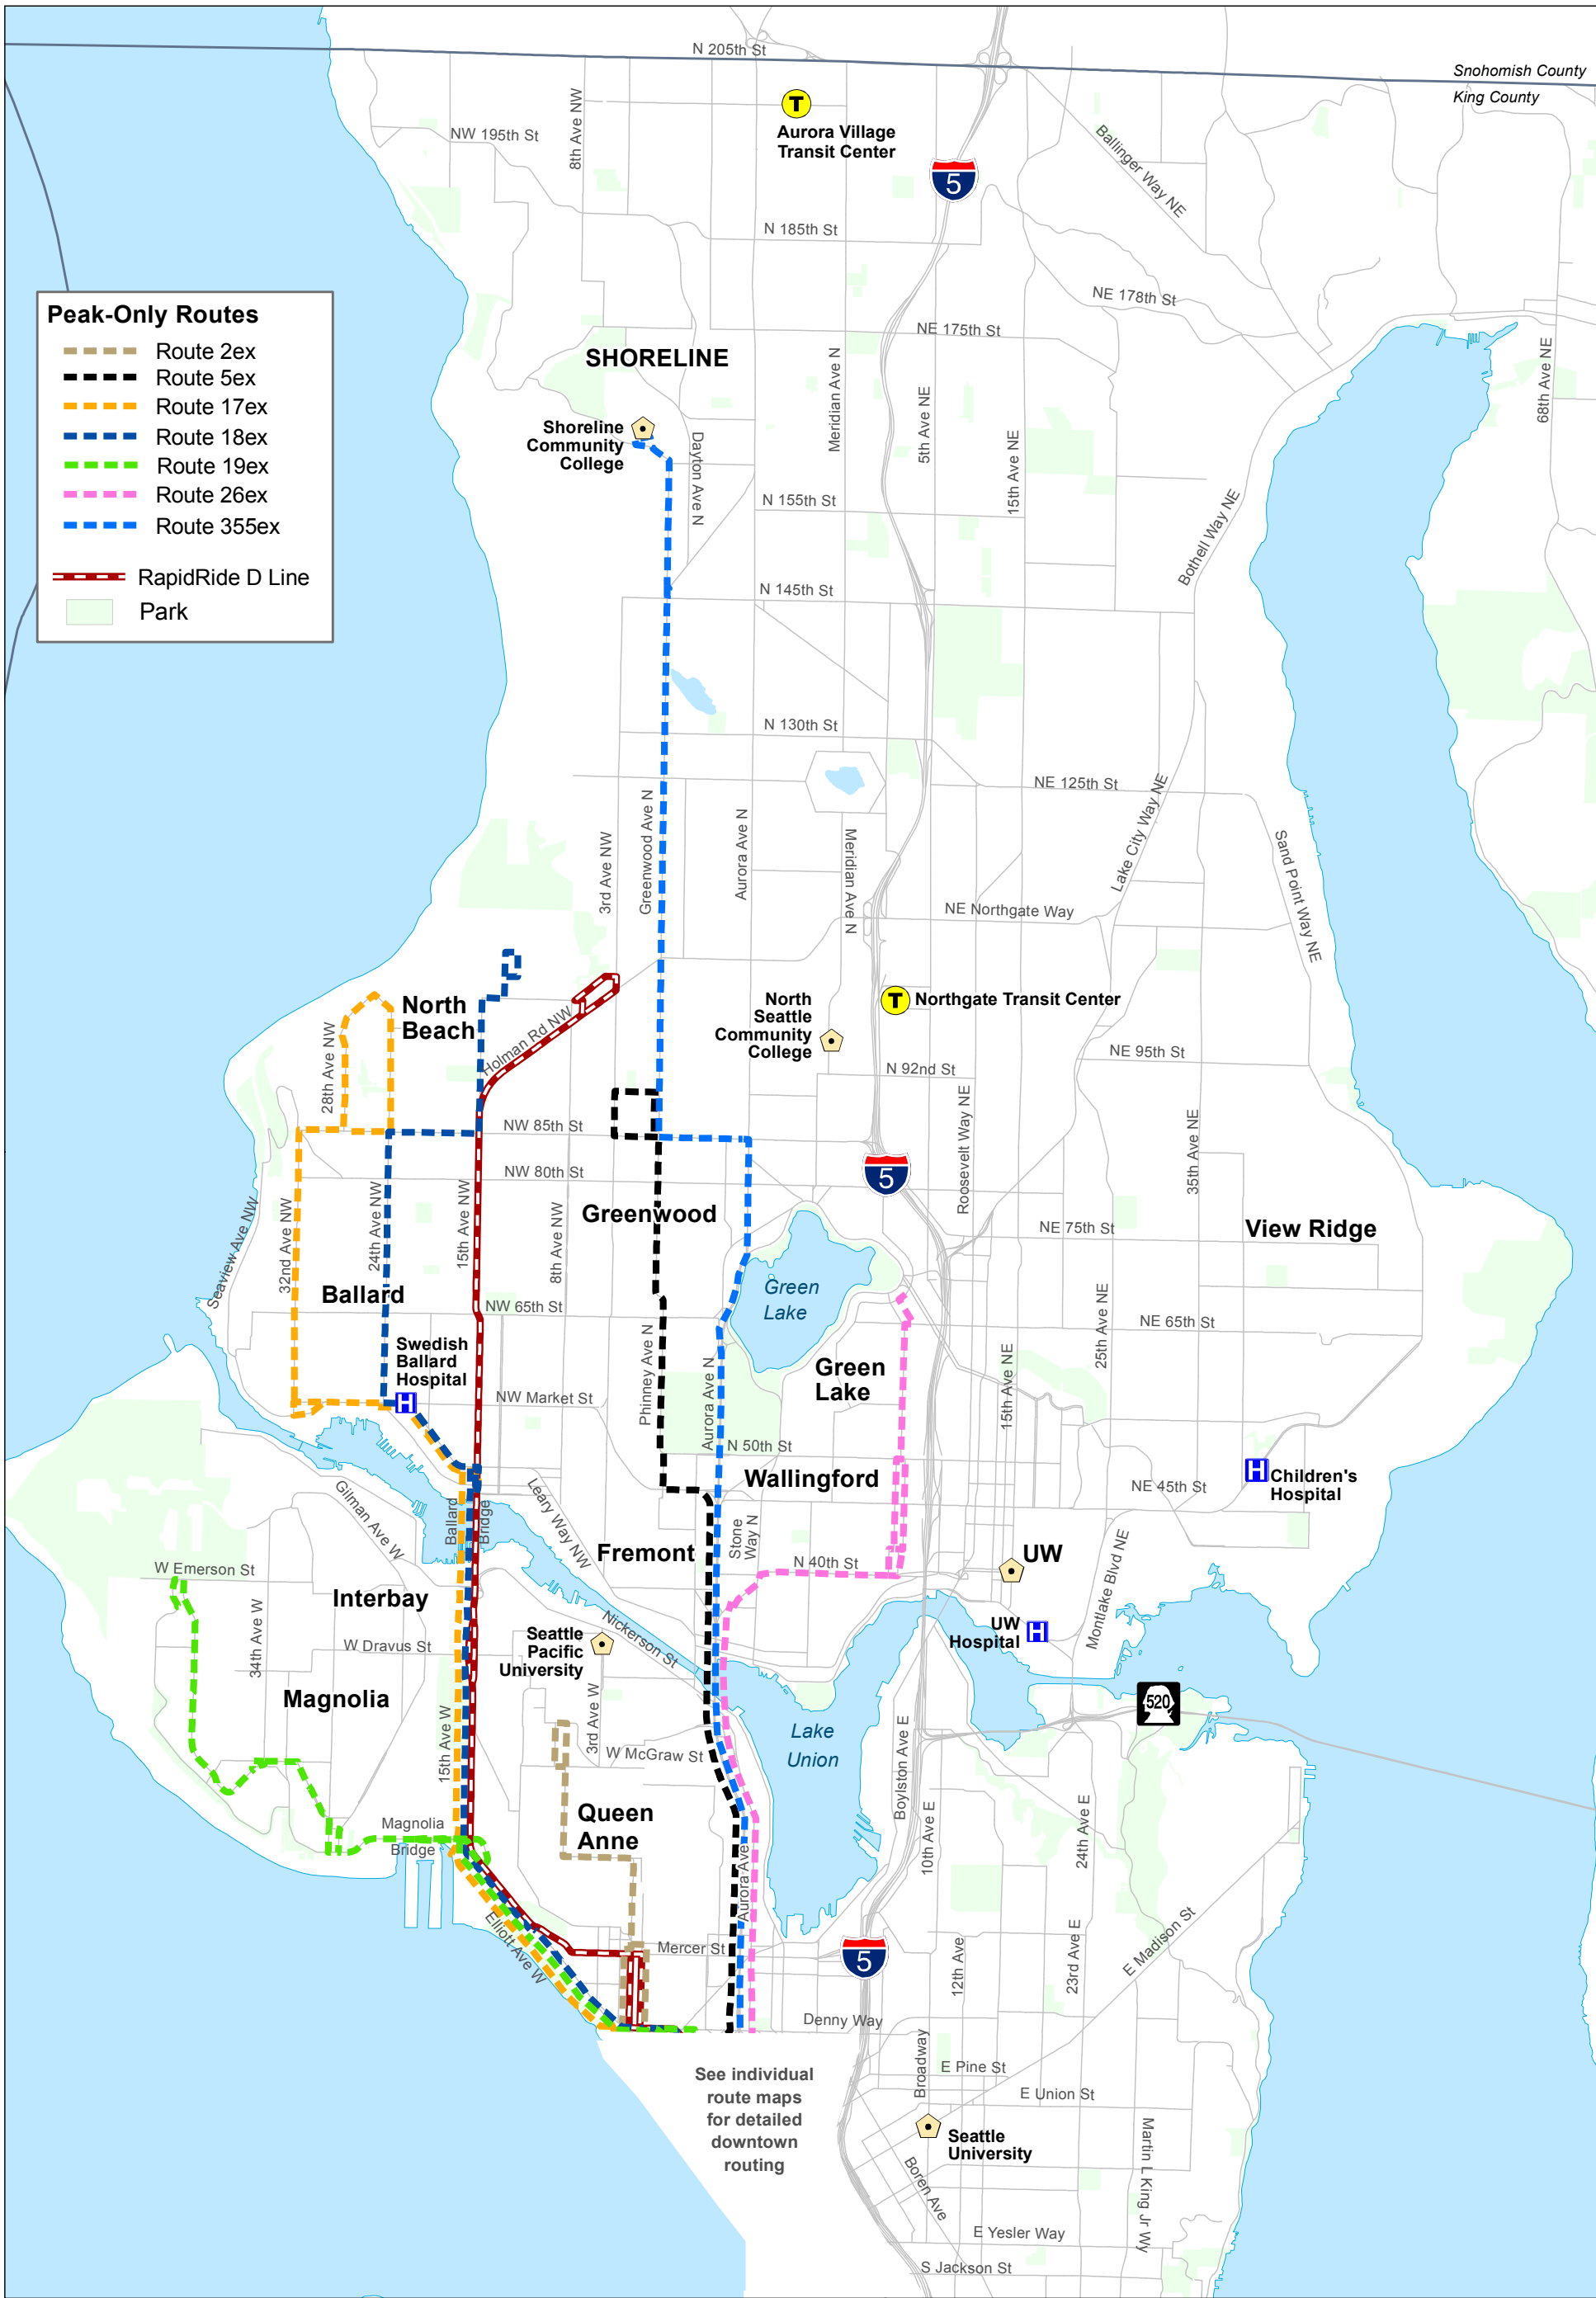 N 205th St
Snohomish County
King County
8th Ave NW
T
Aurora Village
Transit Center
NW 195th St
Ballinger Way NE
5
N 185th St
NE 178th St
NE 175th St
Peak-Only Routes
Route 2ex
Route 5ex
Route 17ex
Route 18ex
Route 19ex
Route 26ex
Route 355ex
RapidRide D Line
Park
SHORELINE
Meridian Ave N
5th Ave NE
15th Ave NE
68th Ave NE
Shoreline
Community
College
Dayton Ave N
N 155th St
Bothell Way NE
N 145th St
N 130th St
NE 125th St
3rd Ave NW
Greenwood Ave N
Aurora Ave N
Meridian Ave N
Lake City Way NE
Sand Point Way NE
NE Northgate Way
North
Beach
Holman Rd NW
North
Seattle
Community
College
T
Northgate Transit Center
28th Ave NW
NE 95th St
N 92nd St
NW 85th St
Roosevelt Way NE
35th Ave NE
5
NW 80th St
Seaview Ave NW
32nd Ave NW
24th Ave NW
15th Ave NW
8th Ave NW
Greenwood
NE 75th St
View Ridge
Ballard
Green
Lake
NW 65th St
NE 65th St
25th Ave NE
Swedish
Ballard
Hospital
H
Phinney Ave N
Aurora Ave N
Green
Lake
15th Ave NE
NW Market St
N 50th St
Wallingford
H
Children's
Hospital
NE 45th St
Gilman Ave W
Ballard
Bridge
Leary Way NW
Stone
Way N
Fremont
N 40th St
UW
Montlake Blvd NE
W Emerson St
Interbay
34th Ave W
W Dravus St
Seattle
Pacific
University
Nickerson St
UW
Hospital
H
Magnolia
15th Ave W
3rd Ave W
W McGraw St
520
Lake
Union
Boylston Ave E
Queen
Anne
Magnolia
Bridge
10th Ave E
24th Ave E
Aurora Ave
Elliott Ave W
Mercer St
5
12th Ave
23rd Ave E
E Madison St
Denny Way
See individual
route maps
for detailed
downtown
routing
Broadway
E Pine St
E Union St
Seattle
University
Boren Ave
Martin L King Jr Wy
E Yesler Way
S Jackson St